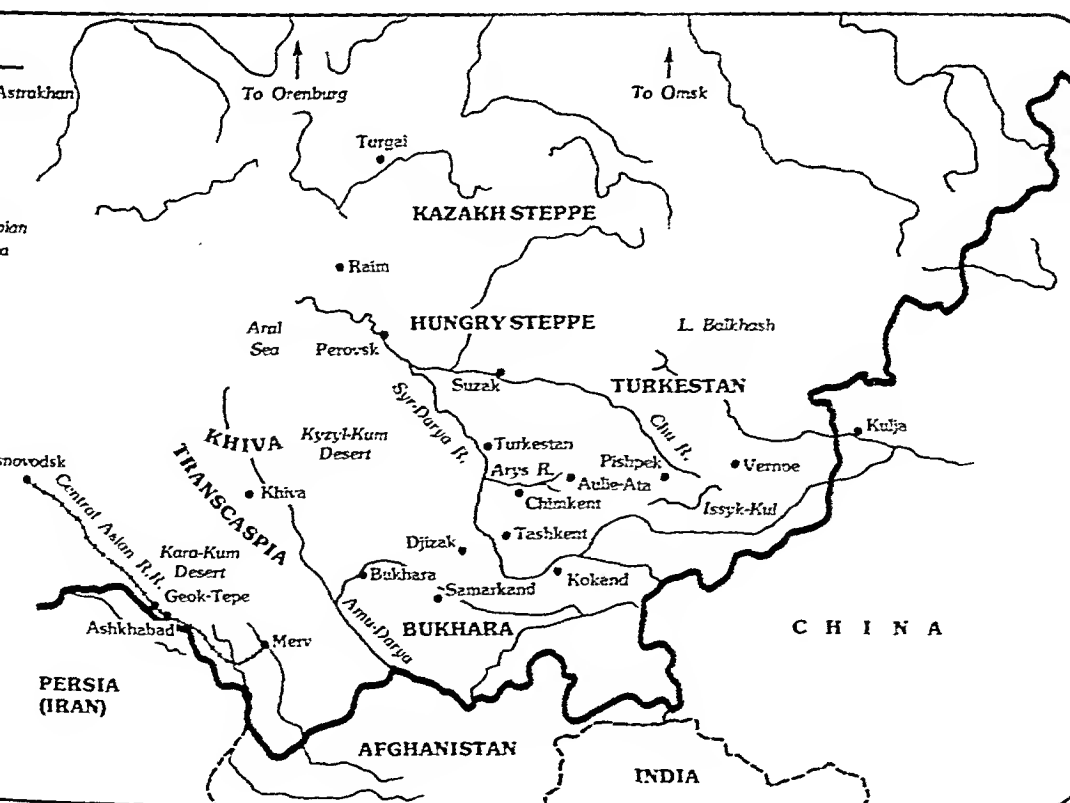 Astrakhan
To Orenburg
To Omsk
Turgai
KAZAKH STEPPE
Raim
HUNGRY STEPPE
Aral
Sea
Perovsk
L. Balkhash
Suzak
TURKESTAN
Syr-Darya R.
Chu R.
Kulja
KHIVA
Kyzyl-Kum
Desert
Turkestan
Arys R.
Pishpek
Vernoe
Aulie-Ata
Chimkent
Issyk-Kul
snovodsk
Central Asian R.R.
TRANSCASPIA
Khiva
Tashkent
Djizak
Kara-Kum
Desert
Bukhara
Kokand
Samarkand
Geok-Tepe
Amu-Darya
Ashkhabad
BUKHARA
CHINA
Merv
PERSIA
(IRAN)
AFGHANISTAN
INDIA